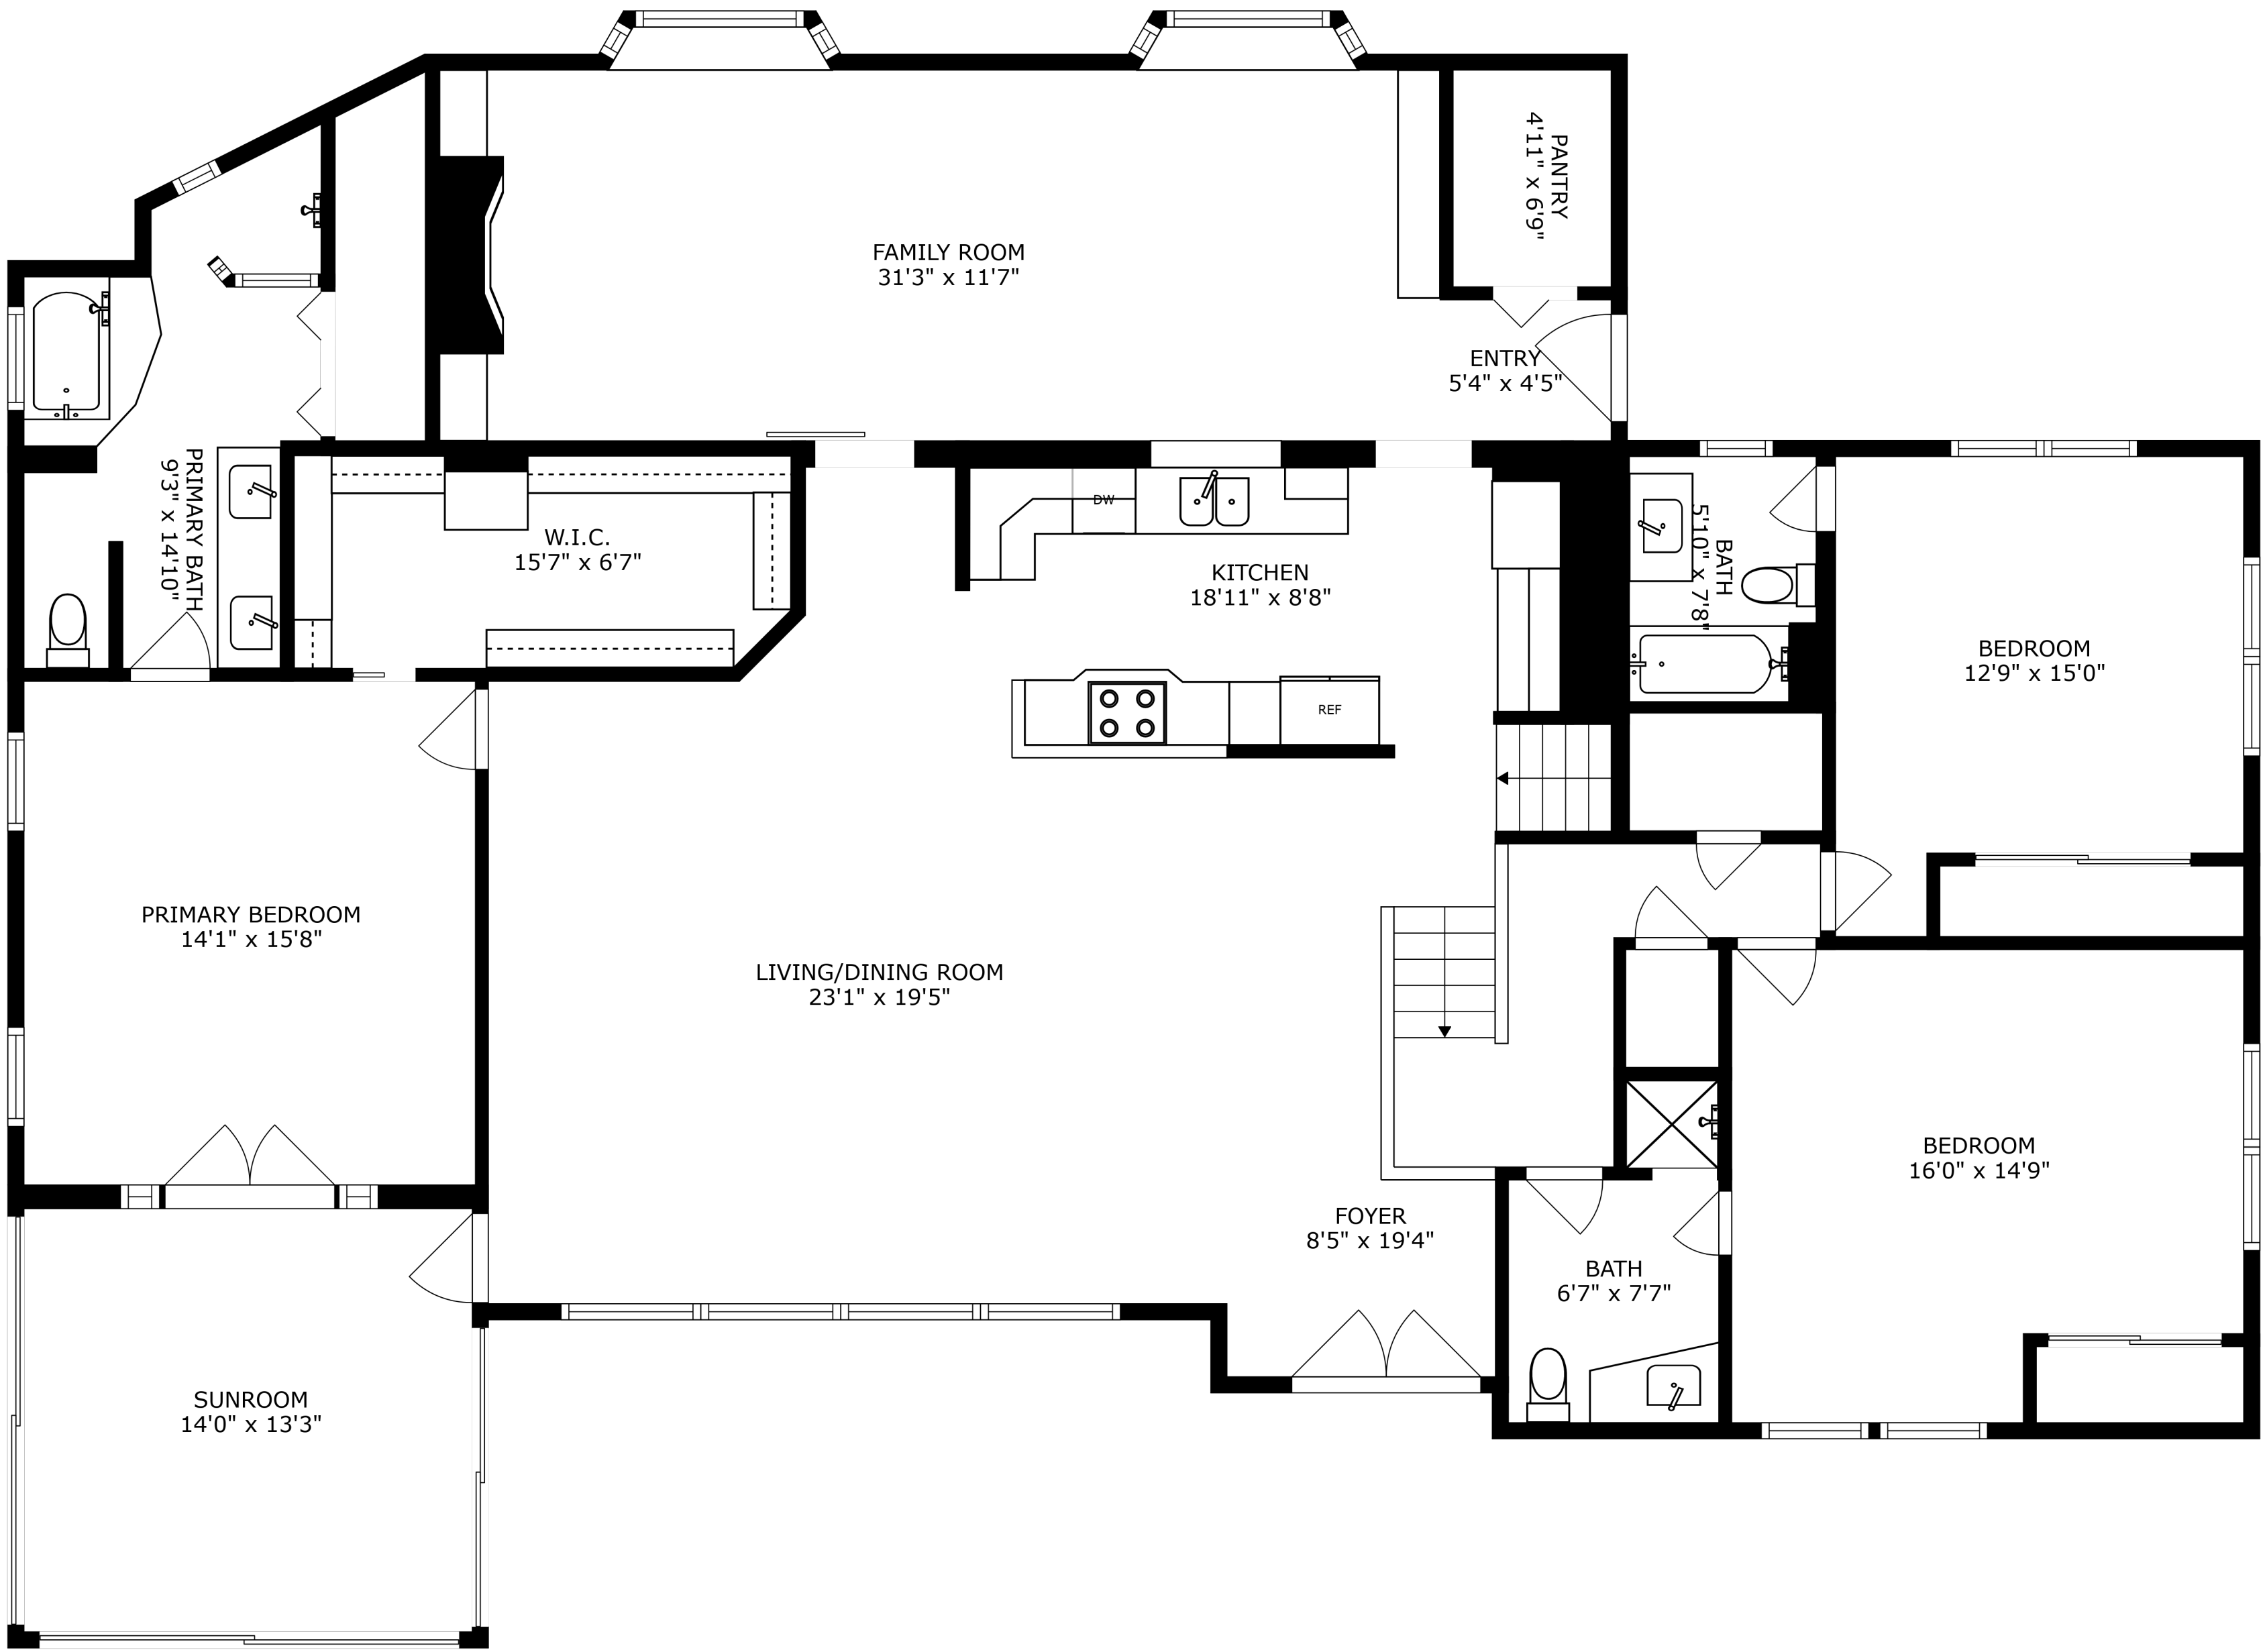 FAMILY ROOM
31'3" x 11'7"
PANTRY
4'11" x 6'9"
ENTRY
5'4" x 4'5"
PRIMARY BATH
9'3" x 14'10"
W.I.C.
15'7" x 6'7"
DW
KITCHEN
18'11" x 8'8"
REF
BATH
5'10" x 7'8"
BEDROOM
12'9" x 15'0"
PRIMARY BEDROOM
14'1" x 15'8"
LIVING/DINING ROOM
23'1" x 19'5"
BEDROOM
16'0" x 14'9"
FOYER
8'5" x 19'4"
BATH
6'7" x 7'7"
SUNROOM
14'0" x 13'3"